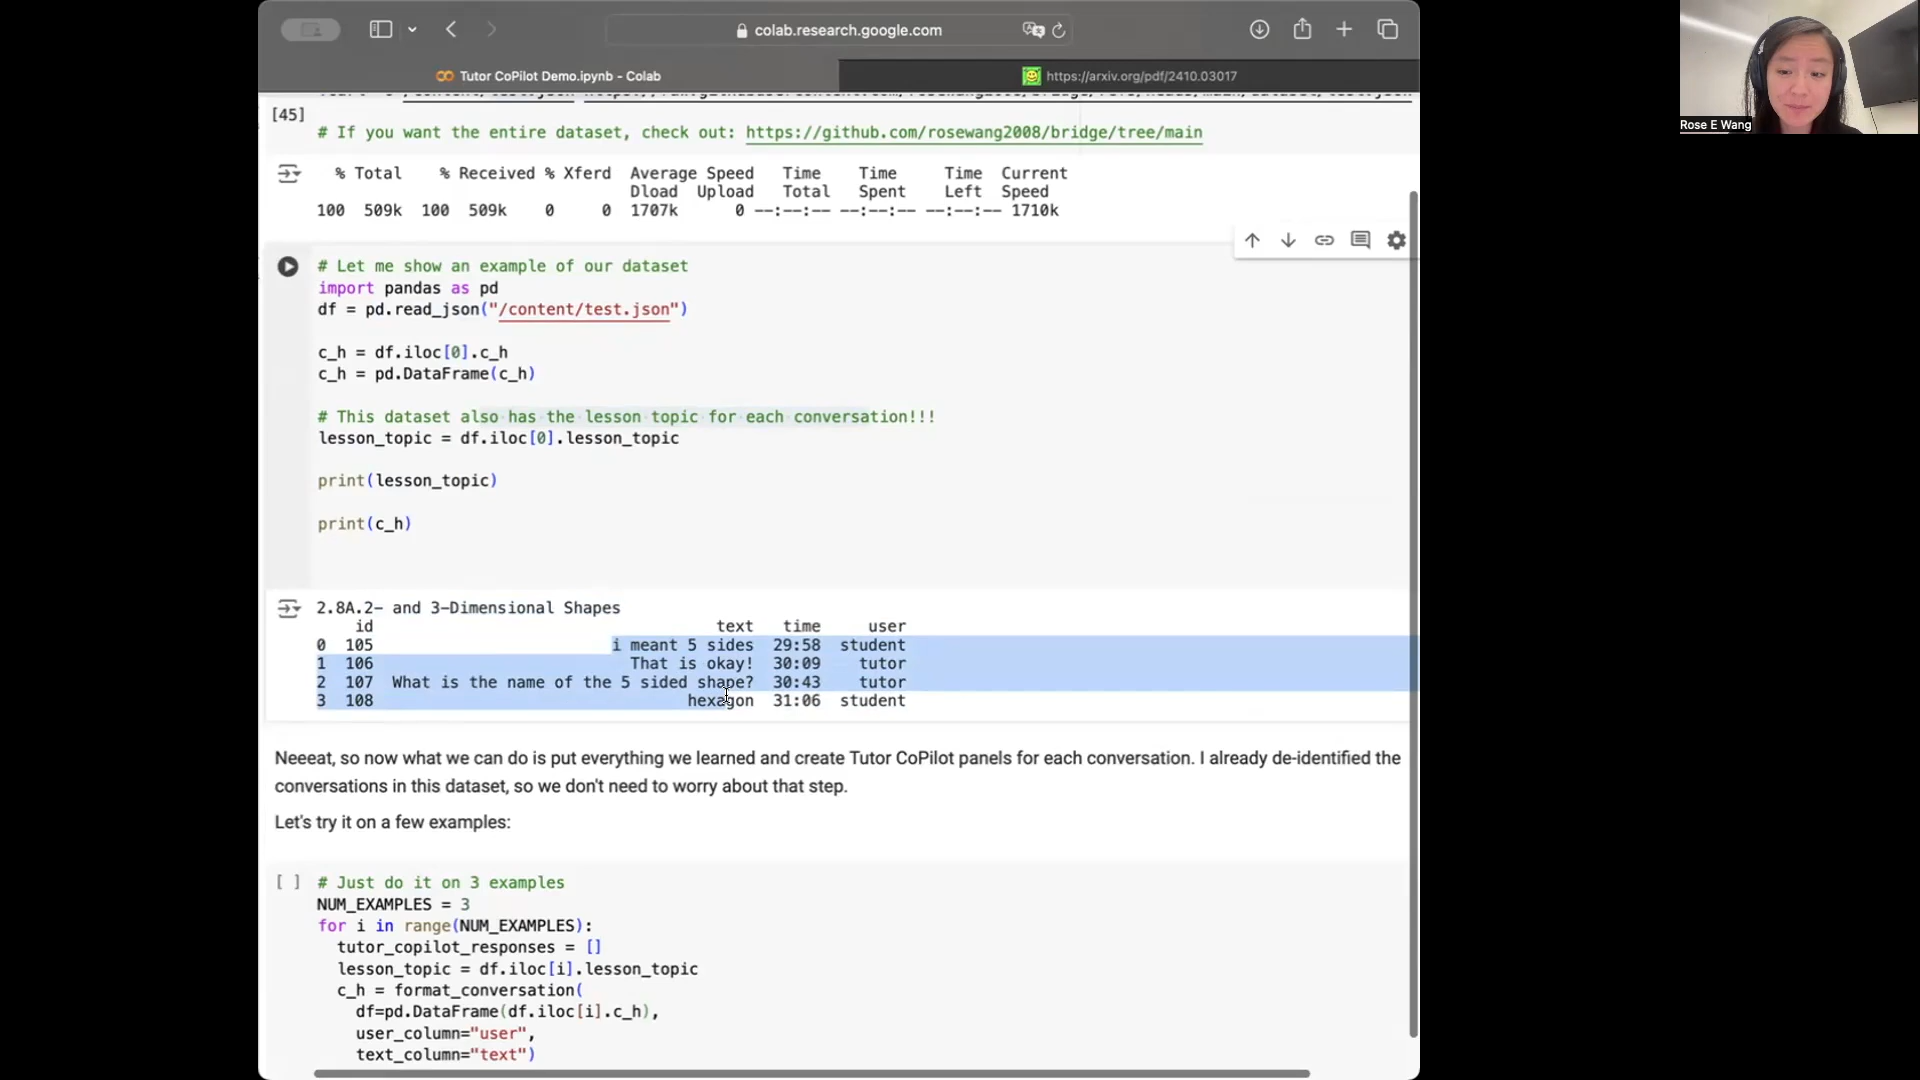 colab.research.google.com
Tutor CoPilot Demo.ipynb - Colab
https://arxiv.org/pdf/2410.03017
Rose E Wang
[45]
# If you want the entire dataset, check out: https://github.com/rosewang2008/bridge/tree/main
% Total % Received % Xferd Average Speed Time Time Time Current
Dload Upload Total Spent Left Speed
100 509k 100 509k 0 0 1707k 0 --:--:-- --:--:-- --:--:-- 1710k
# Let me show an example of our dataset
import pandas as pd
df = pd.read_json("/content/test.json")
c_h = df.iloc[0].c_h
c_h = pd.DataFrame(c_h)
# This dataset also has the lesson topic for each conversation!!!
lesson_topic = df.iloc[0].lesson_topic
print(lesson_topic)
print(c_h)
2.8A.2- and 3-Dimensional Shapes
id text time user
0 105 i meant 5 sides 29:58 student
1 106 That is okay! 30:09 tutor
2 107 What is the name of the 5 sided shape? 30:43 tutor
3 108 hexagon 31:06 student
Neeeat, so now what we can do is put everything we learned and create Tutor CoPilot panels for each conversation. I already de-identified the
conversations in this dataset, so we don't need to worry about that step.
Let's try it on a few examples:
[ ] # Just do it on 3 examples
NUM_EXAMPLES = 3
for i in range(NUM_EXAMPLES):
tutor_copilot_responses = []
lesson_topic = df.iloc[i].lesson_topic
c_h = format_conversation(
df=pd.DataFrame(df.iloc[i].c_h),
user_column="user",
text_column="text")